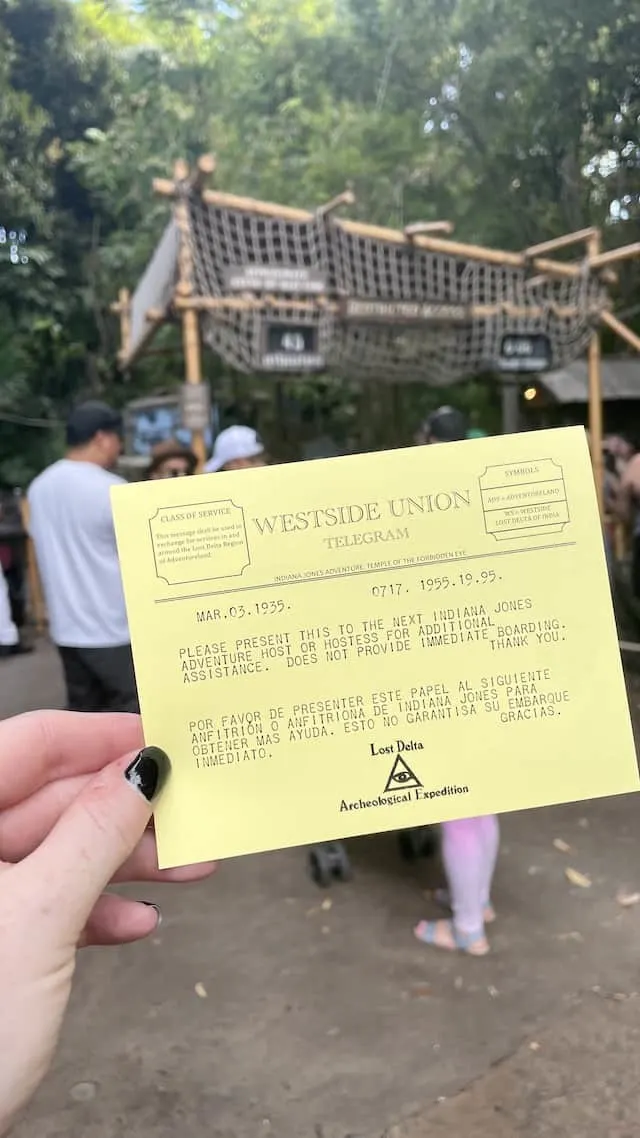 43
CLASS OF SERVICE
This message shall be used in
exchange for services in and
around the Lost Delta Region
of Adventureland.
WESTSIDE UNION
TELEGRAM
SYMBOLS
ADV=ADVENTURELAND
WS=WESTSIDE
LOST DELTA OF INDIA
INDIANA JONES ADVENTURE, TEMPLE OF THE FORBIDDEN EYE
MAR.03.1935.
0717. 1955.19.95.
PLEASE PRESENT THIS TO THE NEXT INDIANA JONES
ADVENTURE HOST OR HOSTESS FOR ADDITIONAL
ASSISTANCE. DOES NOT PROVIDE IMMEDIATE BOARDING.
THANK YOU.
POR FAVOR DE PRESENTER ESTE PAPEL AL SIGUIENTE
ANFITRIÓN O ANFITRIONA DE INDIANA JONES PARA
OBTENER MAS AYUDA. ESTO NO GARANTISA SU EMBARQUE
INMEDIATO. GRACIAS.
Lost Delta
Archeological Expedition